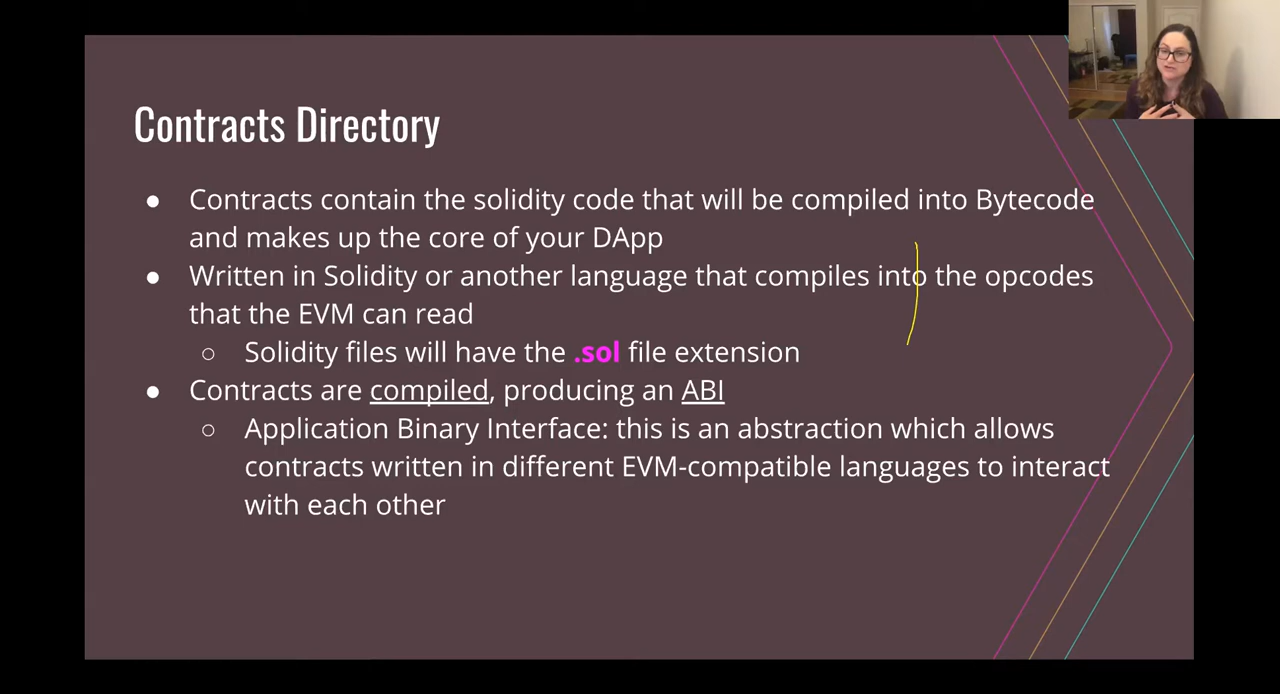 Contracts Directory
● Contracts contain the solidity code that will be compiled into Bytecode
and makes up the core of your DApp
● Written in Solidity or another language that compiles into the opcodes
that the EVM can read
○ Solidity files will have the .sol file extension
● Contracts are compiled, producing an ABI
○ Application Binary Interface: this is an abstraction which allows
contracts written in different EVM-compatible languages to interact
with each other